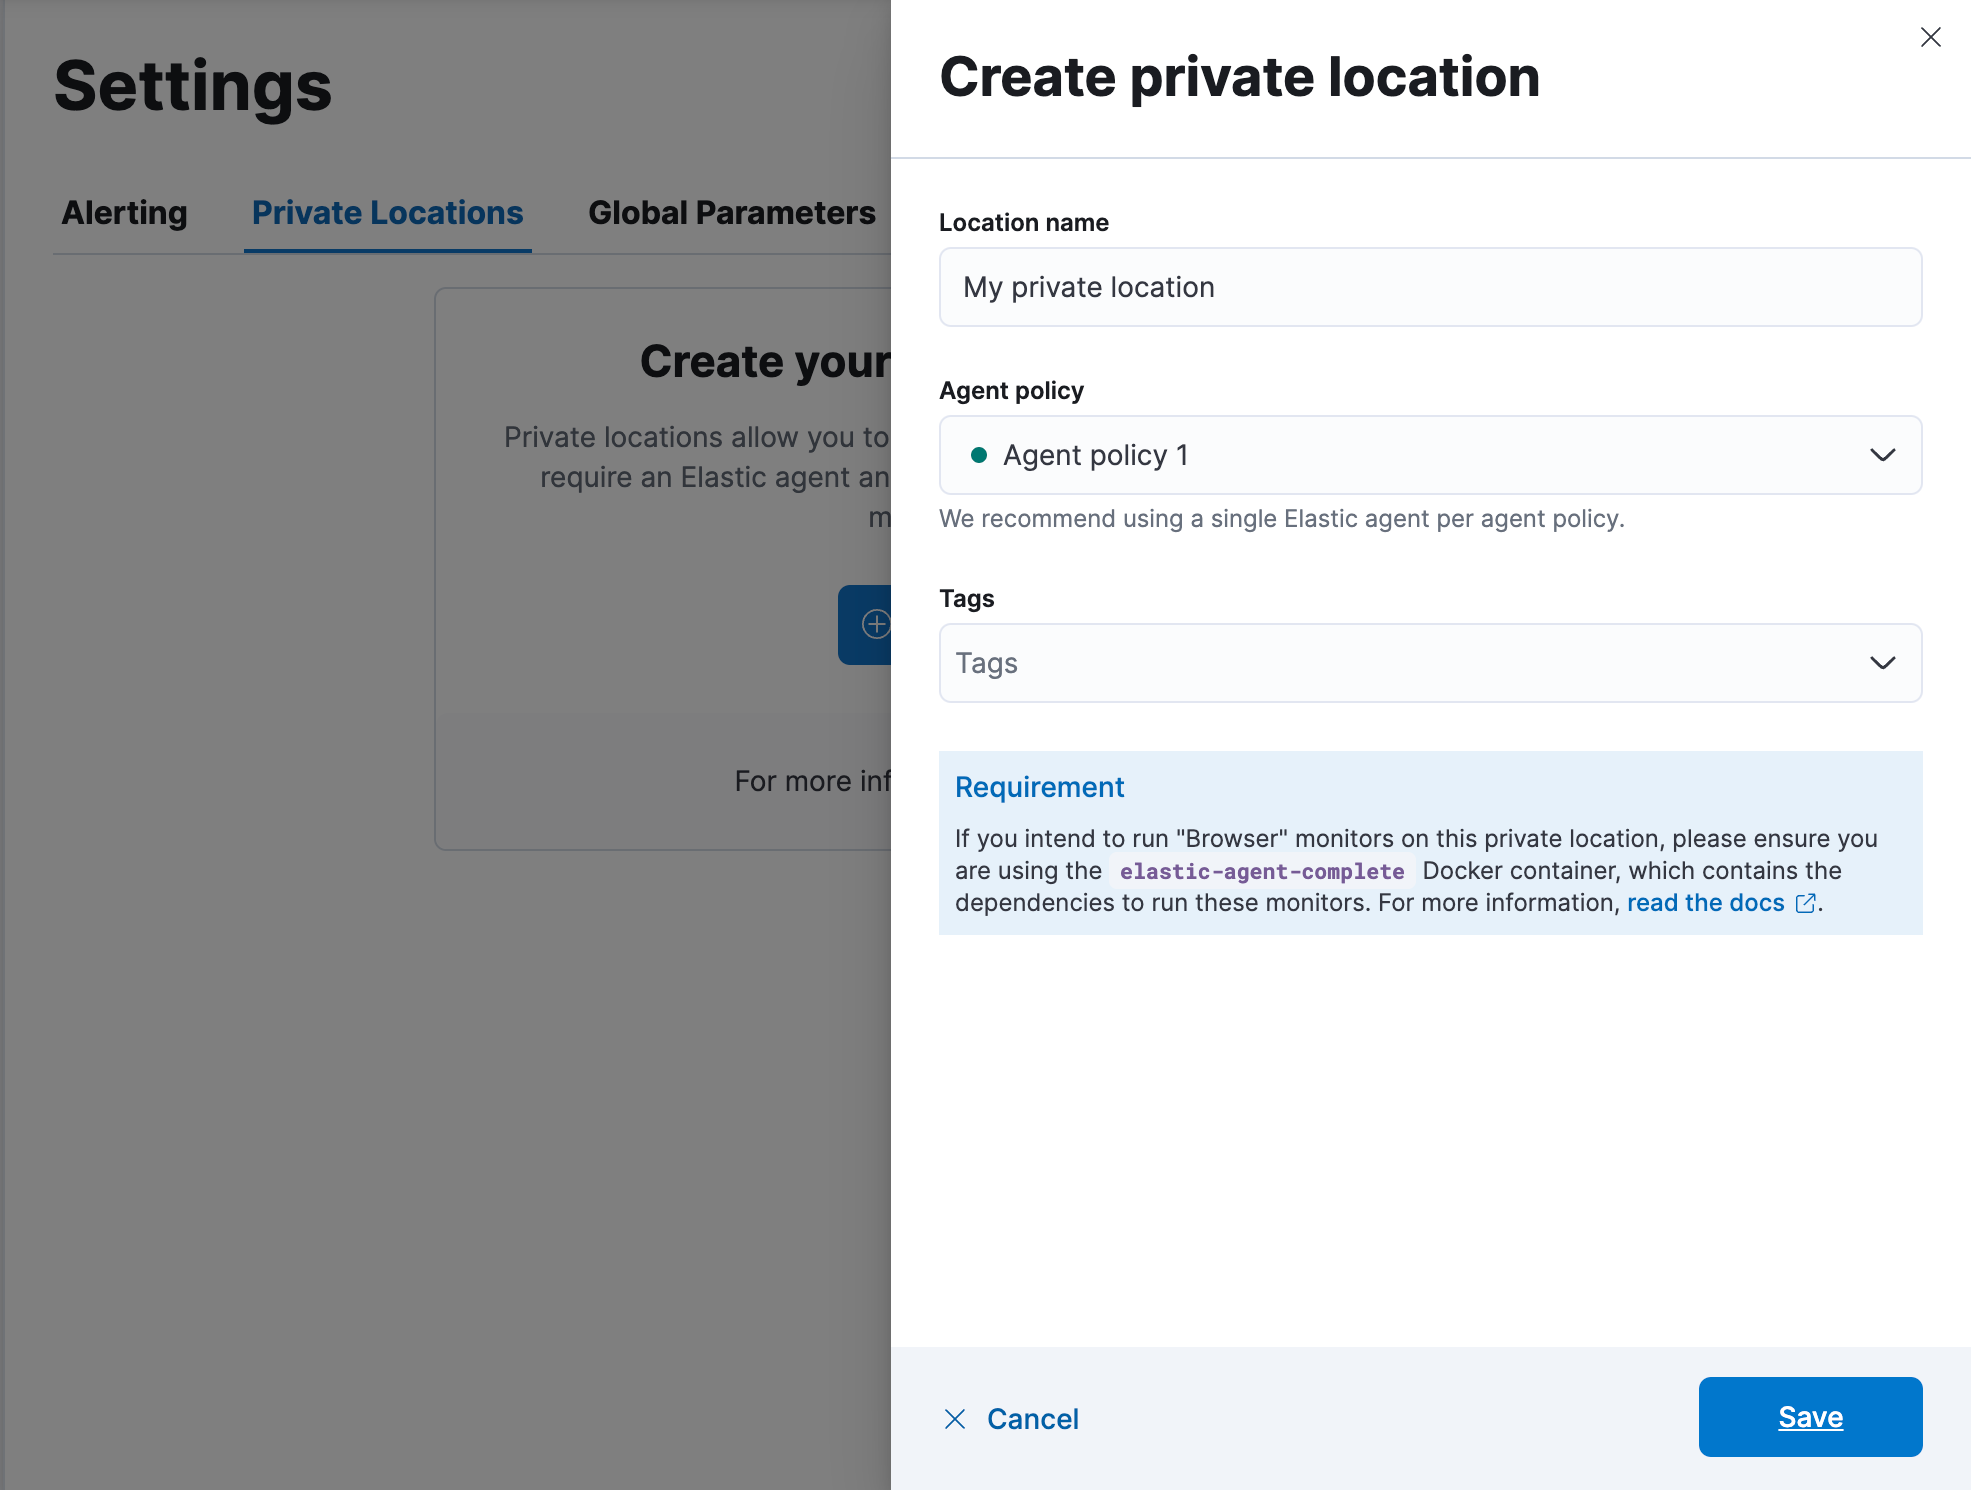 Settings
Alerting
Private Locations
Global Parameters
Create your
Private locations allow you to
require an Elastic agent an
m
For more inf
Create private location
Location name
My private location
Agent policy
Agent policy 1
We recommend using a single Elastic agent per agent policy.
Tags
Tags
Requirement
If you intend to run "Browser" monitors on this private location, please ensure you
are using the elastic-agent-complete Docker container, which contains the
dependencies to run these monitors. For more information, read the docs .
Cancel
Save